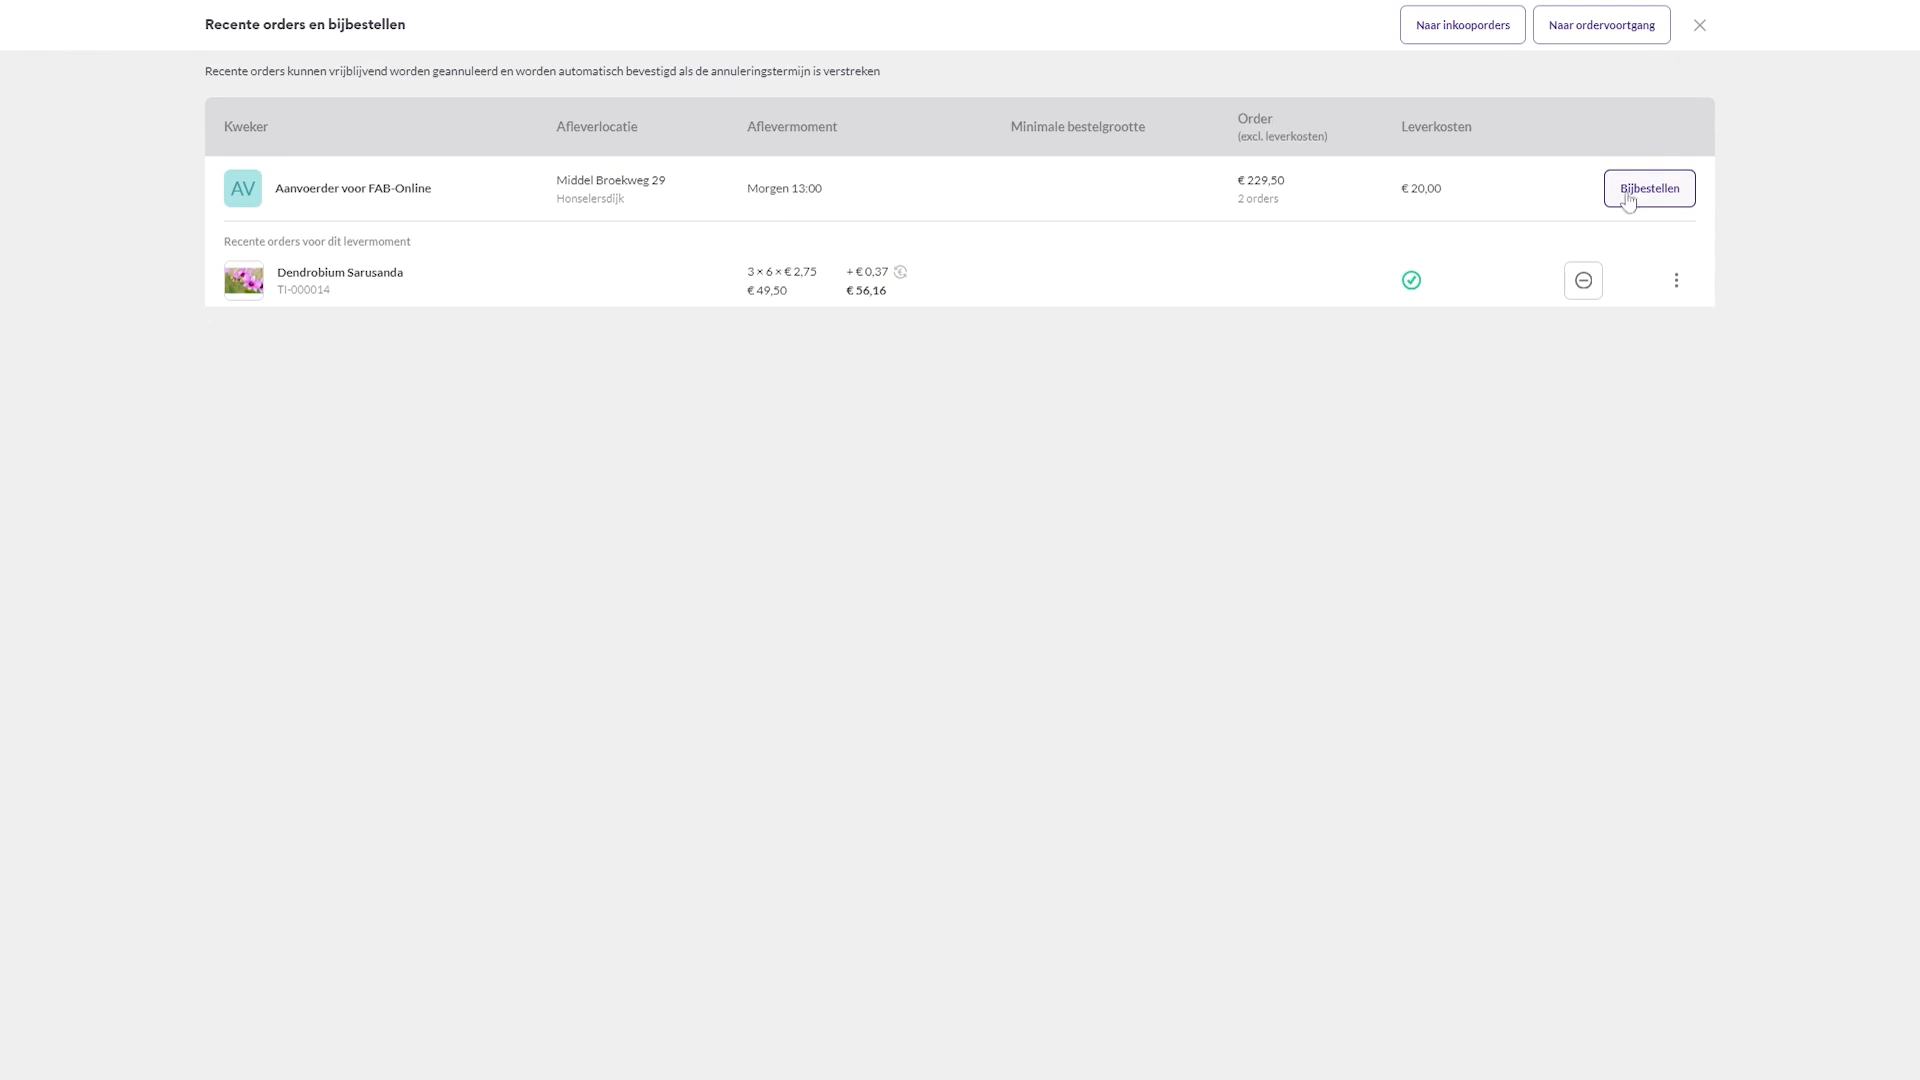 Recente orders en bijbestellen
Naar inkooporders
Naar ordervoortgang
Recente orders kunnen vrijblijvend worden geannuleerd en worden automatisch bevestigd als de annuleringstermijn is verstreken
Kweker
Afleverlocatie
Aflevermoment
Minimale bestelgrootte
Order
(excl. leverkosten)
Leverkosten
AV
Aanvoerder voor FAB-Online
Middel Broekweg 29
Honselersdijk
Morgen 13:00
€ 229,50
2 orders
€ 20,00
Bijbestellen
Recente orders voor dit levermoment
Dendrobium Sarusanda
TI-000014
3 × 6 × € 2,75
€ 49,50
+ € 0,37
€ 56,16